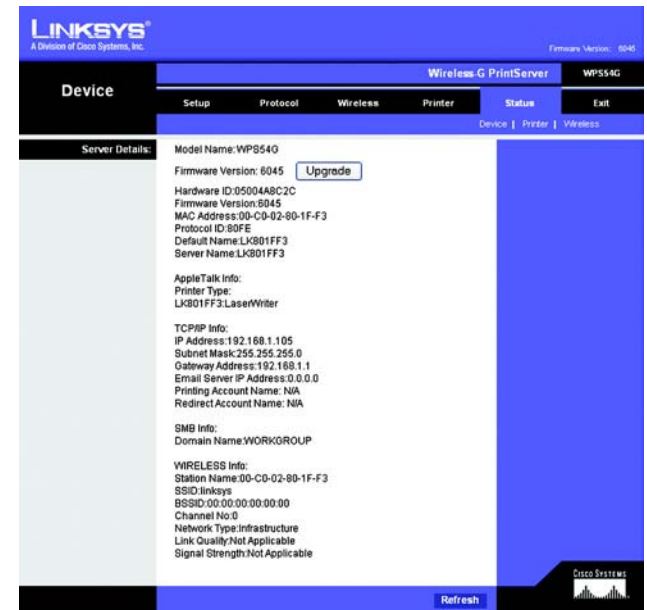 LINKSYS®
A Division of Cisco Systems, Inc.
Firmware Version: 6045
Device
Wireless-G PrintServer
WPS54G
Setup
Protocol
Wireless
Printer
Status
Exit
Device | Printer | Wireless
Server Details:
Model Name:WPS54G
Firmware Version: 6045 Upgrade
Hardware ID:05004A8C2C
Firmware Version:6045
MAC Address:00-C0-02-80-1F-F3
Protocol ID:80FE
Default Name:LK801FF3
Server Name:LK801FF3
AppleTalk Info:
Printer Type:
LK801FF3:LaserWriter
TCP/IP Info:
IP Address:192.168.1.105
Subnet Mask:255.255.255.0
Gateway Address:192.168.1.1
Email Server IP Address:0.0.0.0
Printing Account Name: N/A
Redirect Account Name: N/A
SMB Info:
Domain Name:WORKGROUP
WIRELESS Info:
Station Name:00-C0-02-80-1F-F3
SSID:linksys
BSSID:00:00:00:00:00:00
Channel No:0
Network Type:Infrastructure
Link Quality:Not Applicable
Signal Strength:Not Applicable
Refresh
CISCO SYSTEMS